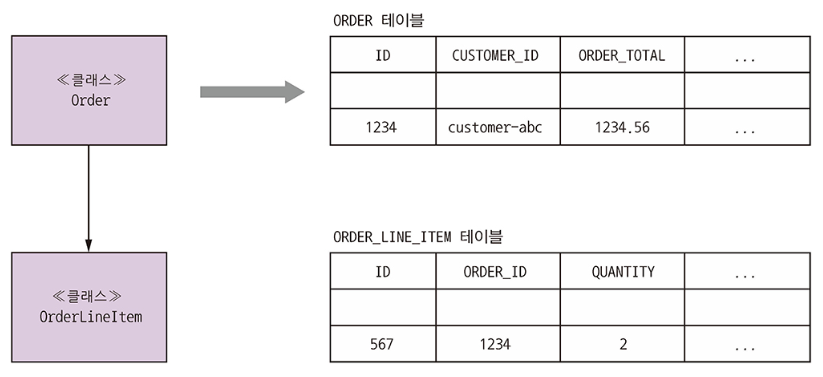 ORDER 테이블
≪클래스≫
Order
ID CUSTOMER_ID ORDER_TOTAL ...
1234 customer-abc 1234.56 ...
ORDER_LINE_ITEM 테이블
≪클래스≫
OrderLineItem
ID ORDER_ID QUANTITY ...
567 1234 2 ...